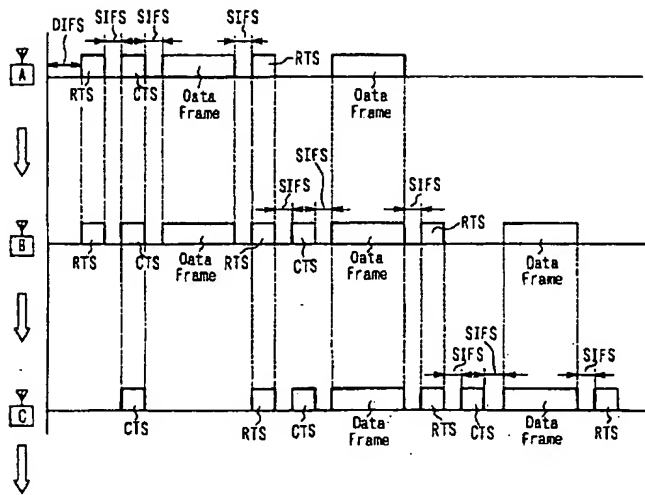 DIFS SIFS SIFS SIFS
A RTS
RTS CTS Oata Frame Oata Frame
SIFS
SIFS SIFS
B RTS
RTS CTS Oata Frame RTS CTS Oata Frame Data Frame
SIFS
SIFS SIFS
C
CTS RTS CTS Data Frame RTS CTS Data Frame RTS